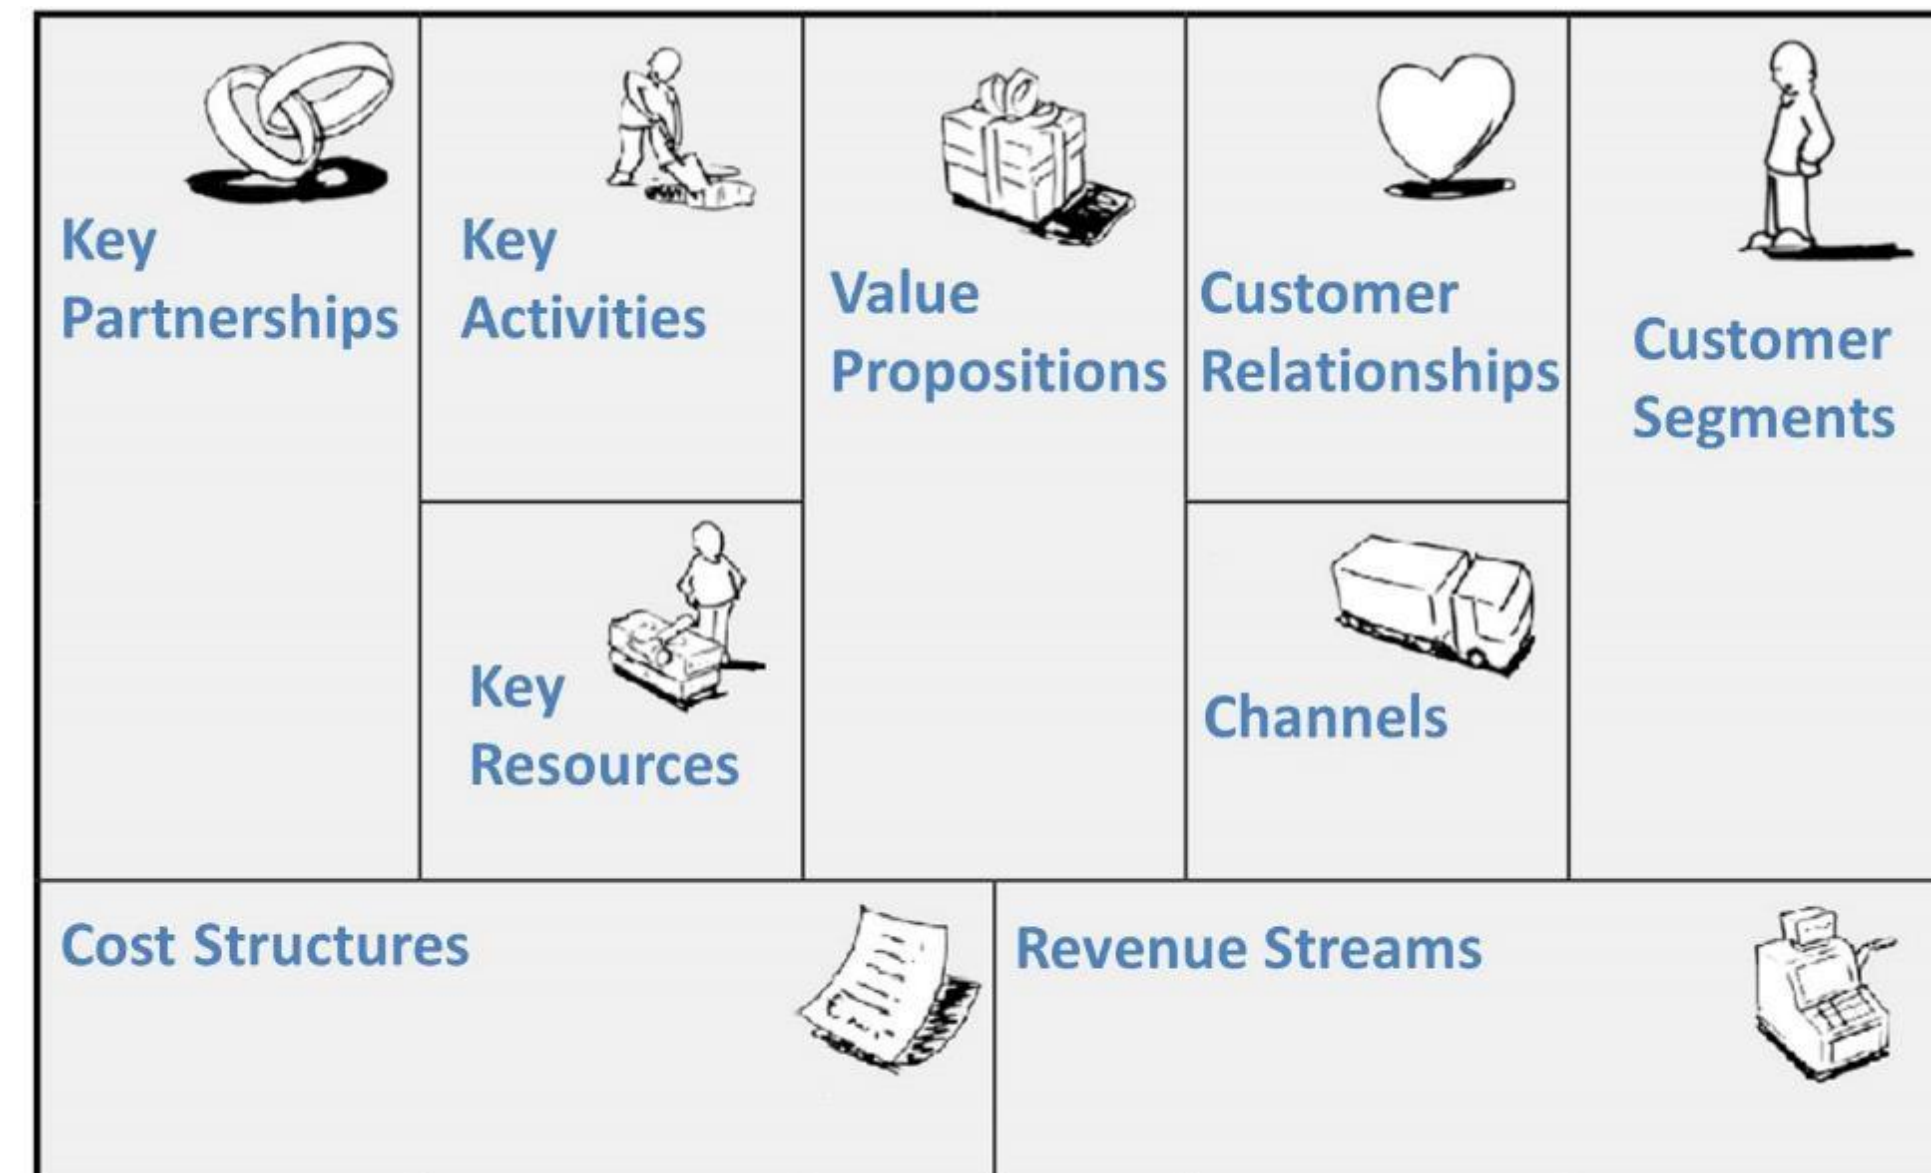 Key
Partnerships
Key
Activities
Key
Resources
Value
Propositions
Customer
Relationships
Channels
Customer
Segments
Cost Structures
Revenue Streams